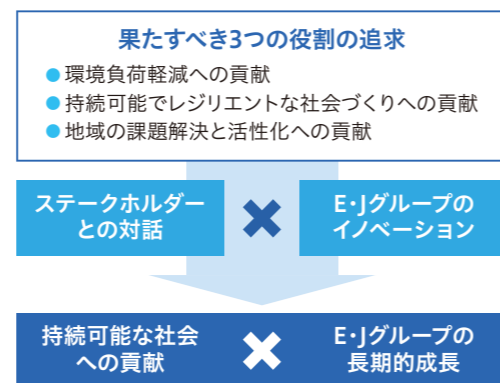 果たすべき3つの役割の追求
●環境負荷軽減への貢献
●持続可能でレジリエントな社会づくりへの貢献
●地域の課題解決と活性化への貢献
ステークホルダー
との対話
×
E・Jグループの
イノベーション
持続可能な社会
への貢献
×
E・Jグループの
長期的成長